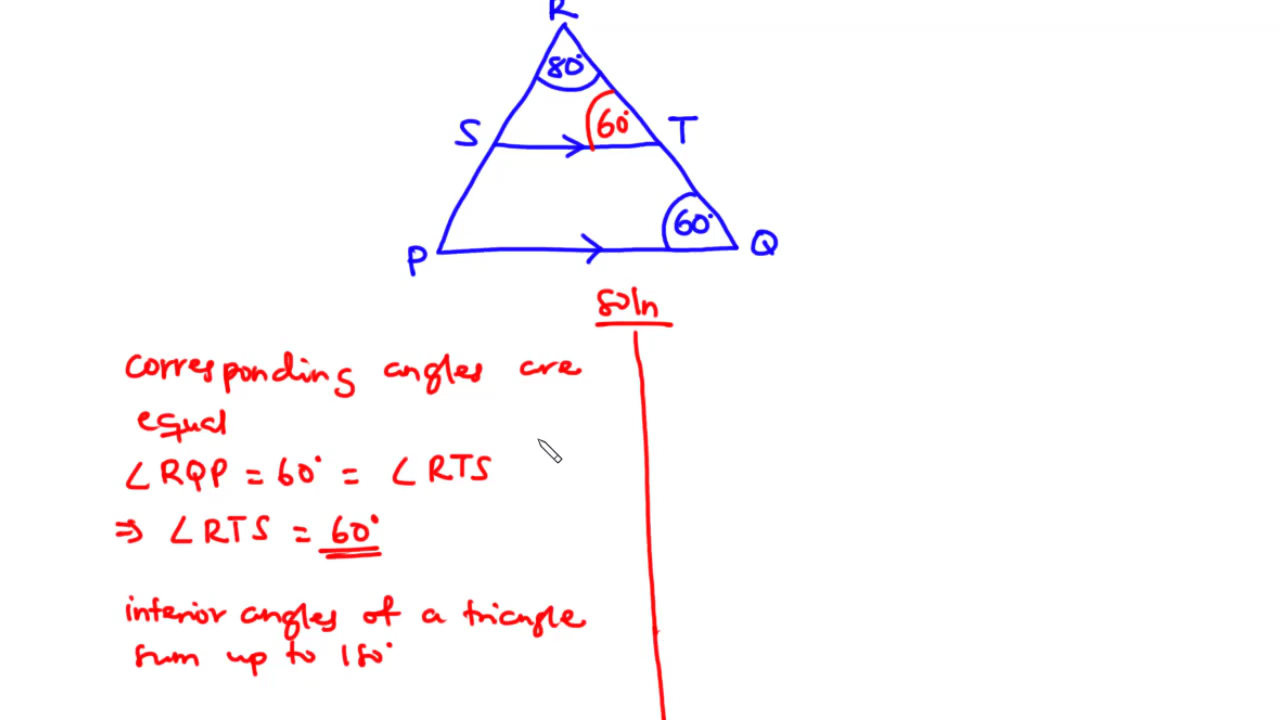 R
80°
S
60°
T
60°
P
Q
soln
corresponding angles are
equal
∠RQP = 60° = ∠RTS
⇒ ∠RTS = 60°
interior angles of a triangle
sum up to 180°